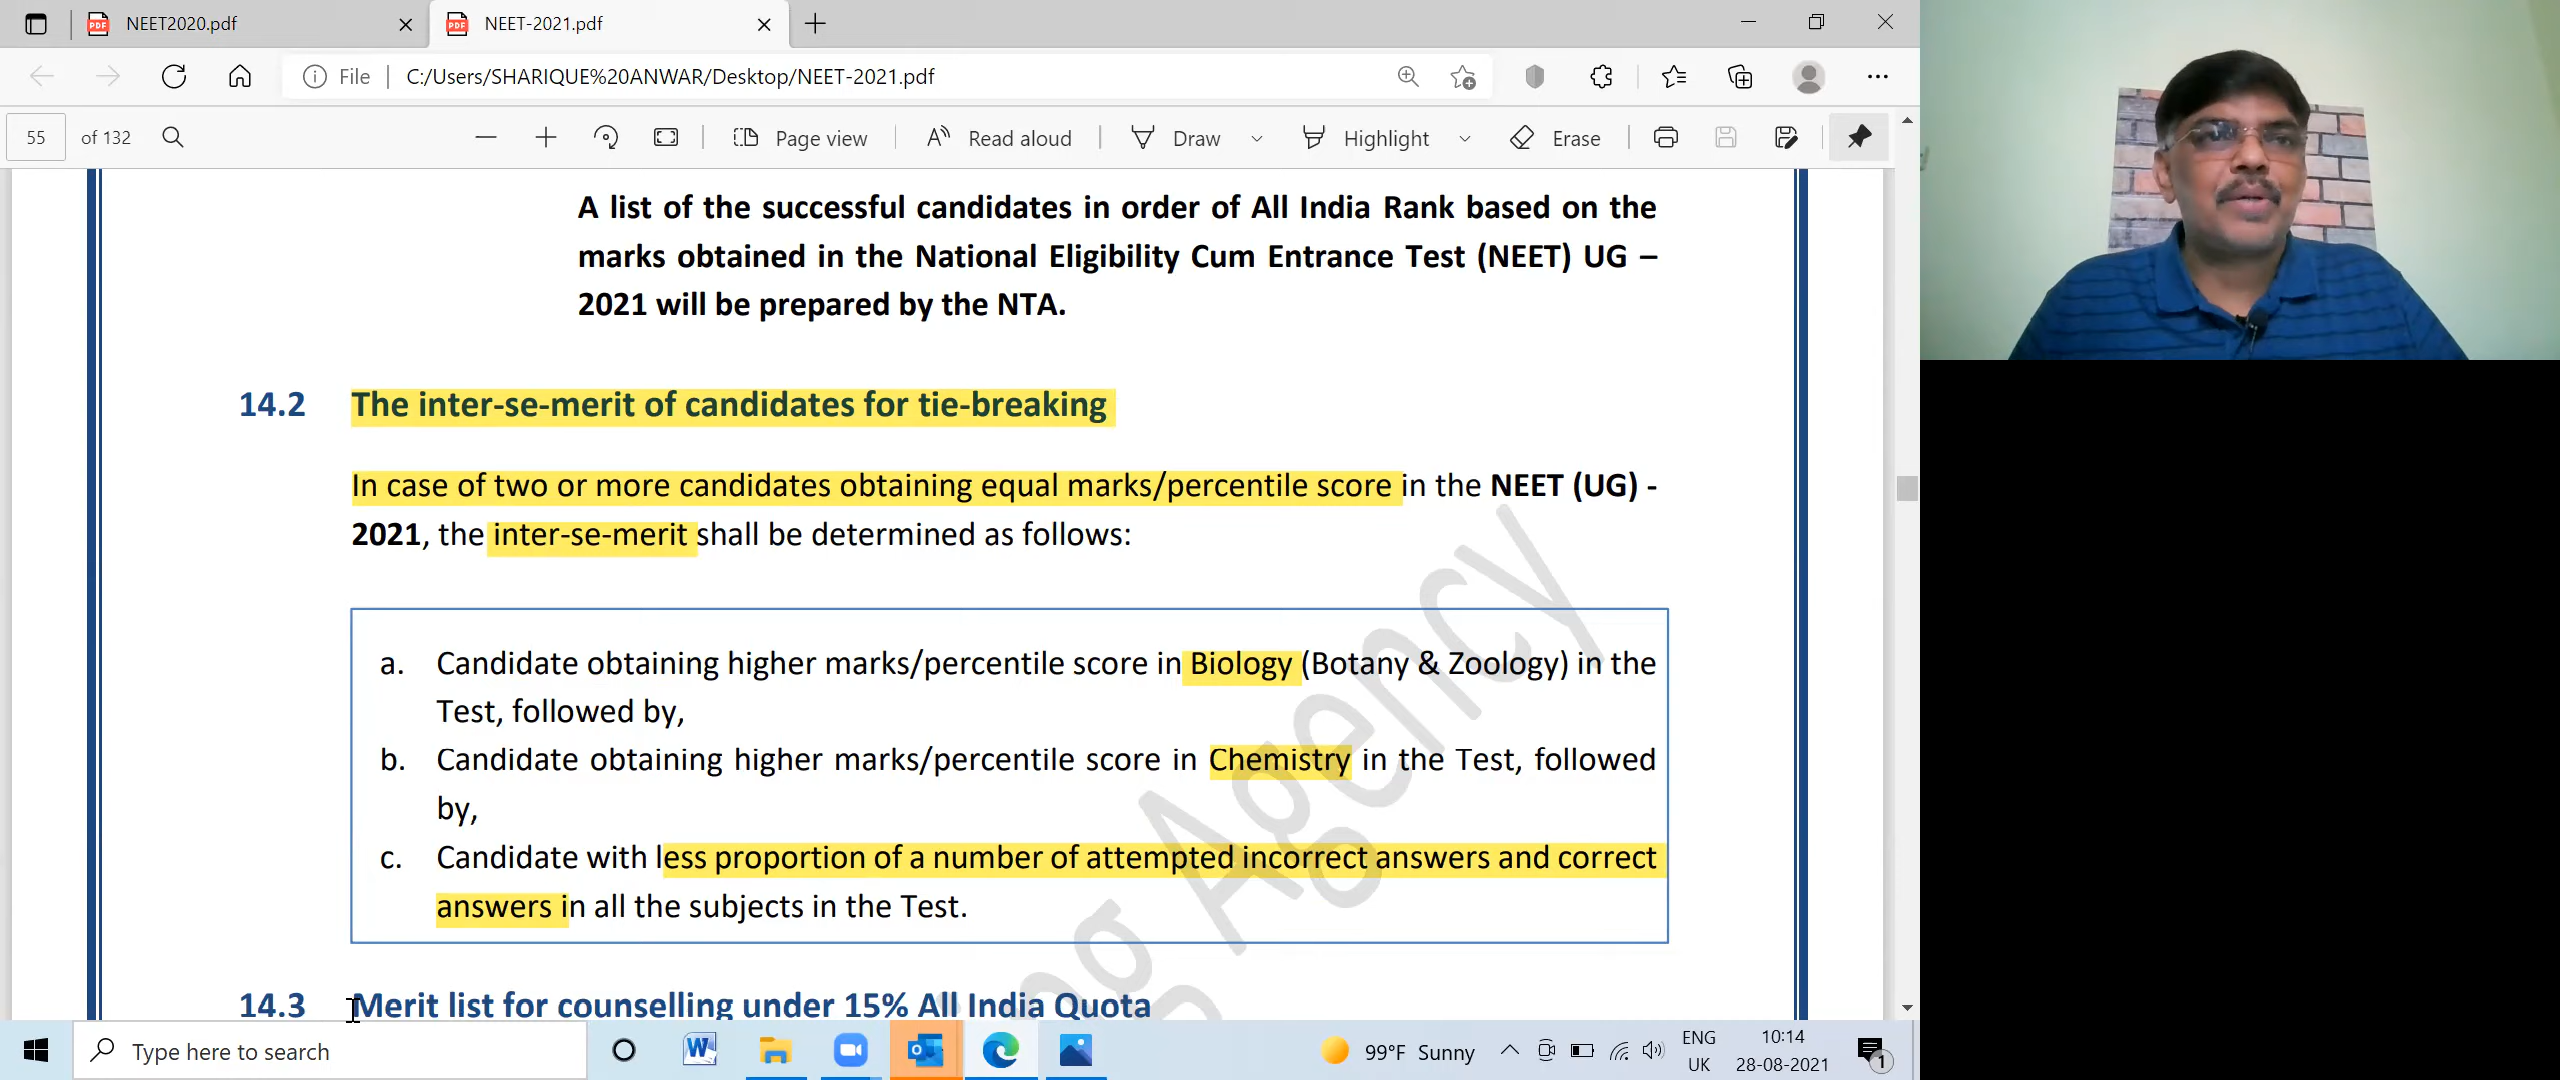 NEET2020.pdf
NEET-2021.pdf
File
C:/Users/SHARIQUE%20ANWAR/Desktop/NEET-2021.pdf
55 of 132
Page view
Read aloud
Draw
Highlight
Erase
A list of the successful candidates in order of All India Rank based on the
marks obtained in the National Eligibility Cum Entrance Test (NEET) UG –
2021 will be prepared by the NTA.
14.2 The inter-se-merit of candidates for tie-breaking
In case of two or more candidates obtaining equal marks/percentile score in the NEET (UG) -
2021, the inter-se-merit shall be determined as follows:
a. Candidate obtaining higher marks/percentile score in Biology (Botany & Zoology) in the
Test, followed by,
b. Candidate obtaining higher marks/percentile score in Chemistry in the Test, followed
by,
c. Candidate with less proportion of a number of attempted incorrect answers and correct
answers in all the subjects in the Test.
ng Agency
14.3 Merit list for counselling under 15% All India Quota
Type here to search
99°F Sunny
ENG
UK
10:14
28-08-2021
1